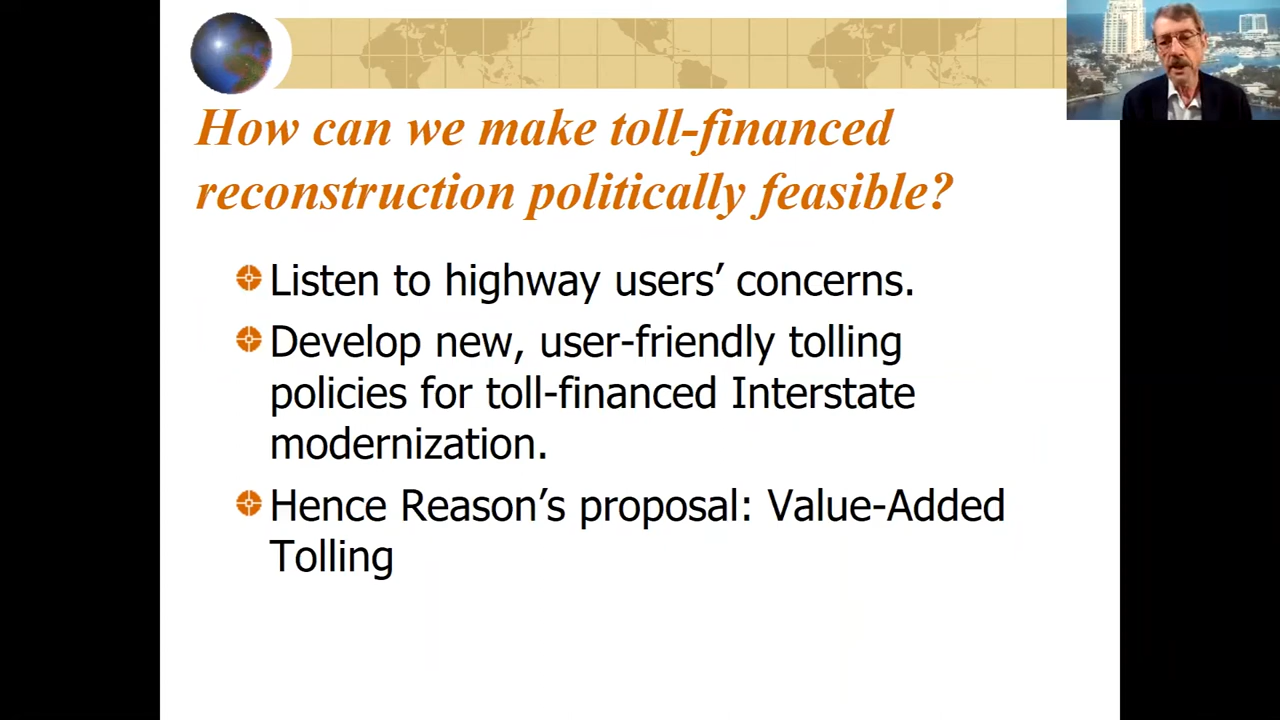 How can we make toll-financed
reconstruction politically feasible?
Listen to highway users’ concerns.
Develop new, user-friendly tolling
policies for toll-financed Interstate
modernization.
Hence Reason’s proposal: Value-Added
Tolling